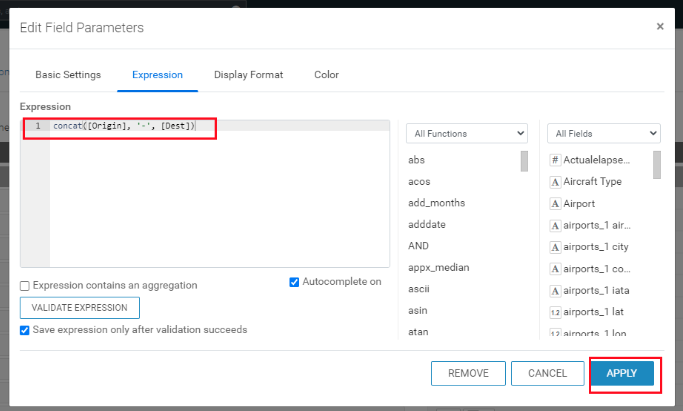 Edit Field Parameters
×
Basic Settings
Expression
Display Format
Color
Expression
1 concat([Origin], '-', [Dest])
All Functions
abs
acos
add_months
adddate
AND
appx_median
ascii
asin
atan
All Fields
# Actualelapse...
A Aircraft Type
A Airport
A airports_1 air...
A airports_1 city
A airports_1 co...
A airports_1 iata
1.2 airports_1 lat
1.2 airports_1 lon
Expression contains an aggregation
Autocomplete on
VALIDATE EXPRESSION
Save expression only after validation succeeds
REMOVE
CANCEL
APPLY